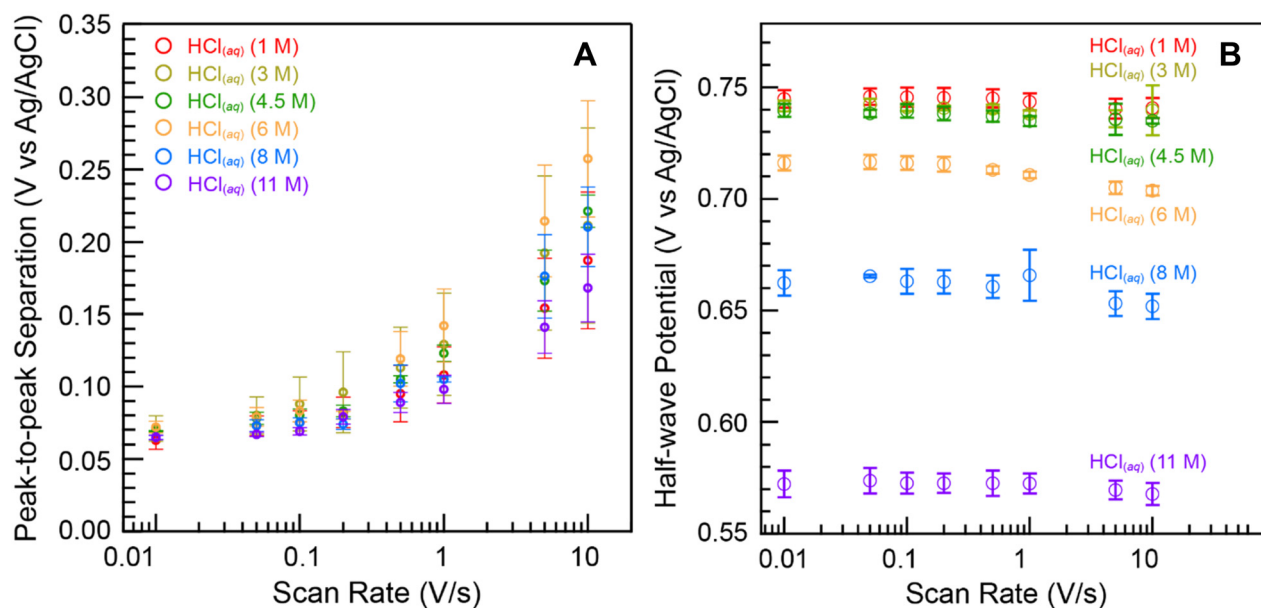 A
Peak-to-peak Separation (V vs Ag/AgCl)
0.35
0.30
0.25
0.20
0.15
0.10
0.05
0.00
HCl(aq) (1 M)
HCl(aq) (3 M)
HCl(aq) (4.5 M)
HCl(aq) (6 M)
HCl(aq) (8 M)
HCl(aq) (11 M)
0.01 0.1 1 10
Scan Rate (V/s)
B
Half-wave Potential (V vs Ag/AgCl)
0.75
0.70
0.65
0.60
0.55
HCl(aq) (1 M)
HCl(aq) (3 M)
HCl(aq) (4.5 M)
HCl(aq) (6 M)
HCl(aq) (8 M)
HCl(aq) (11 M)
0.01 0.1 1 10
Scan Rate (V/s)